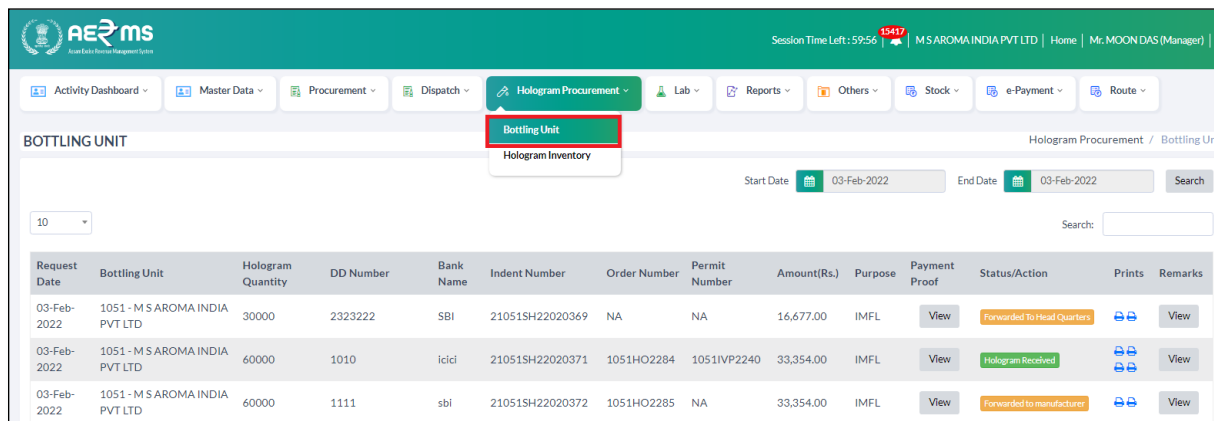 AERMS
Assam Excise Revenue Management System
Session Time Left : 59:56 15417 | M S AROMA INDIA PVT LTD | Home | Mr. MOON DAS (Manager) |
Activity Dashboard Master Data Procurement Dispatch Hologram Procurement Lab Reports Others Stock e-Payment Route
Bottling Unit
Hologram Inventory
BOTTLING UNIT
Hologram Procurement / Bottling Ur
Start Date 03-Feb-2022 End Date 03-Feb-2022 Search
10 Search:
Request Date Bottling Unit Hologram Quantity DD Number Bank Name Indent Number Order Number Permit Number Amount(Rs.) Purpose Payment Proof Status/Action Prints Remarks
03-Feb-2022 1051 - M S AROMA INDIA PVT LTD 30000 2323222 SBI 21051SH22020369 NA NA 16,677.00 IMFL View Forwarded To Head Quarters View
03-Feb-2022 1051 - M S AROMA INDIA PVT LTD 60000 1010 icici 21051SH22020371 1051HO2284 1051IVP2240 33,354.00 IMFL View Hologram Received View
03-Feb-2022 1051 - M S AROMA INDIA PVT LTD 60000 1111 sbi 21051SH22020372 1051HO2285 NA 33,354.00 IMFL View Forwarded to manufacturer View